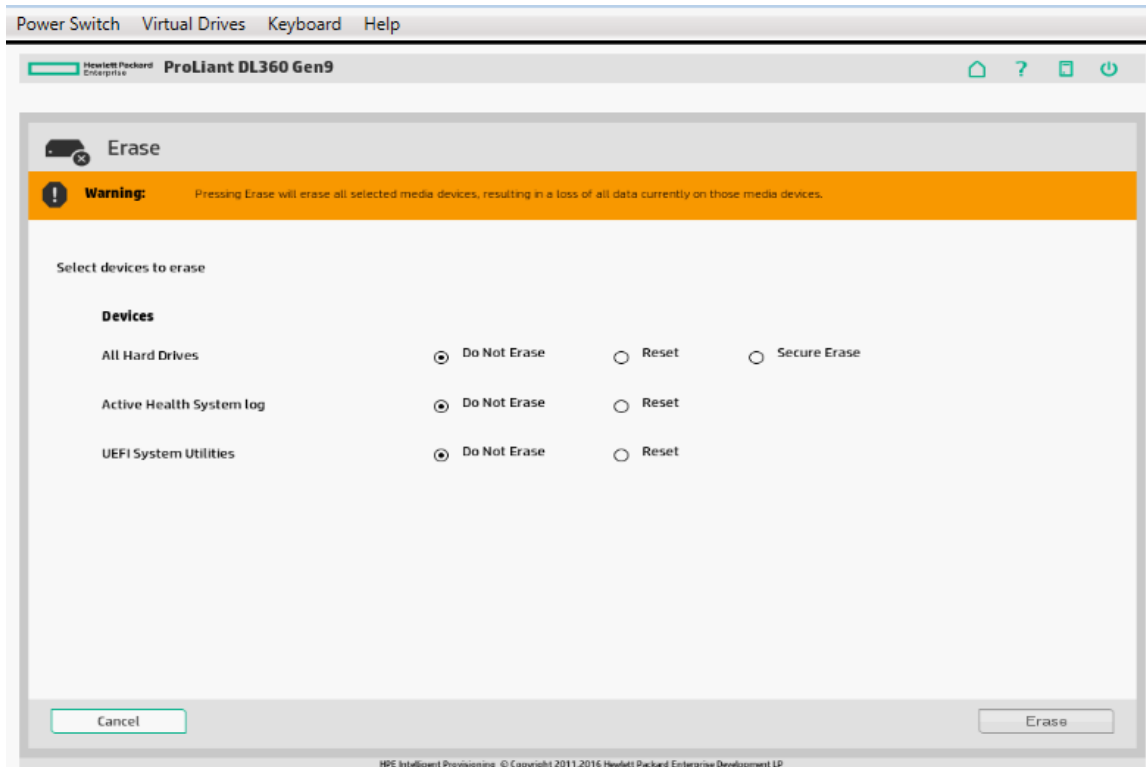 Power Switch Virtual Drives Keyboard Help
Hewlett Packard
Enterprise
ProLiant DL360 Gen9
?
Erase
! Warning: Pressing Erase will erase all selected media devices, resulting in a loss of all data currently on those media devices.
Select devices to erase
Devices
All Hard Drives Do Not Erase Reset Secure Erase
Active Health System log Do Not Erase Reset
UEFI System Utilities Do Not Erase Reset
Cancel Erase
HPE Intelligent Provisioning © Copyright 2011,2016 Hewlett Packard Enterprise Development LP